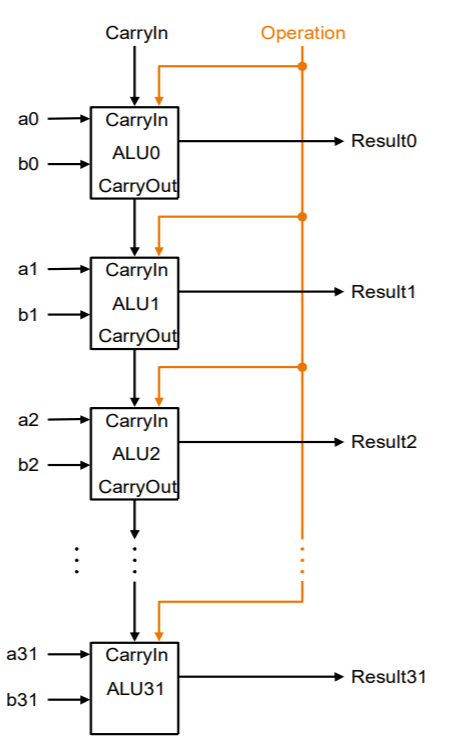 CarryIn Operation
a0 CarryIn
ALU0 Result0
b0
CarryOut
a1 CarryIn
ALU1 Result1
b1
CarryOut
a2 CarryIn
ALU2 Result2
b2
CarryOut
a31 CarryIn
ALU31 Result31
b31